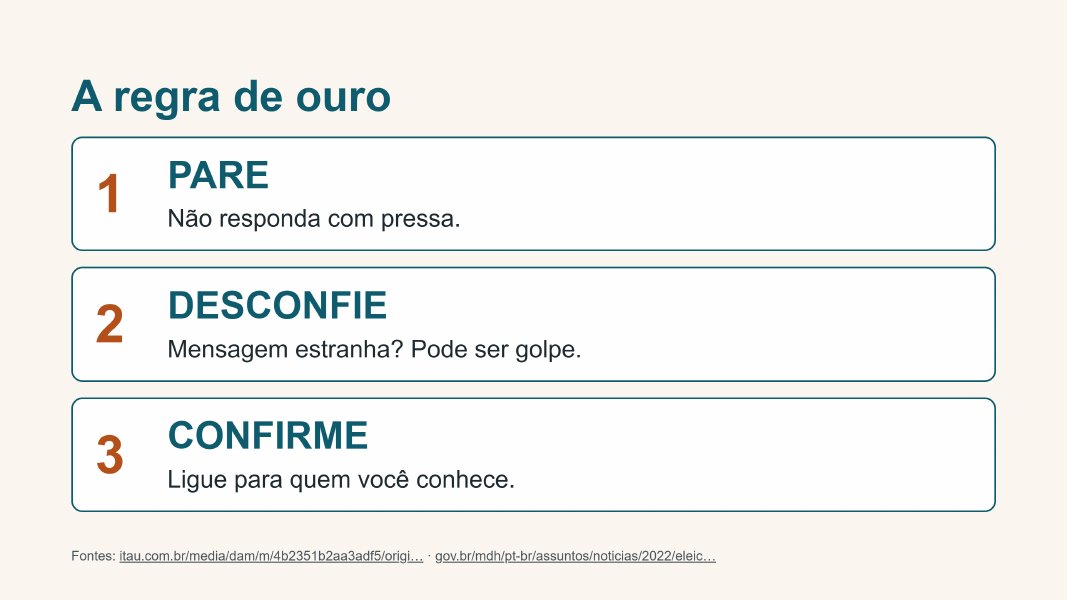 A regra de ouro
1
PARE
Não responda com pressa.
2
DESCONFIE
Mensagem estranha? Pode ser golpe.
3
CONFIRME
Ligue para quem você conhece.
Fontes: itau.com.br/media/dam/m/4b2351b2aa3adf5/origi… · gov.br/mdh/pt-br/assuntos/noticias/2022/eleic…